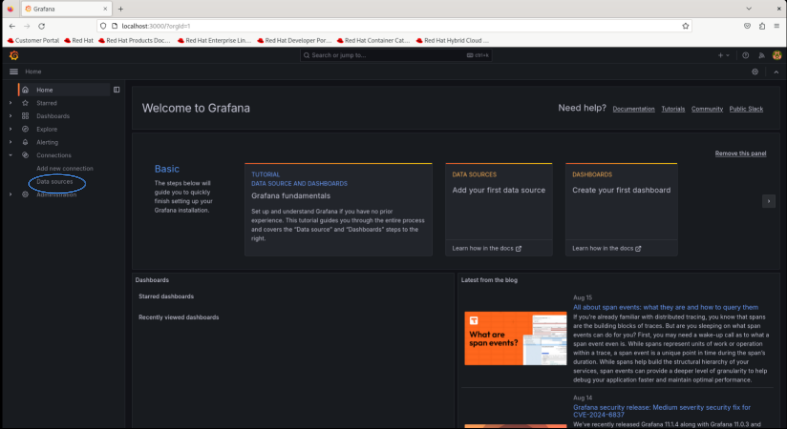 Grafana
localhost:3000/?orgId=1
Customer Portal
Red Hat
Red Hat Products Doc...
Red Hat Enterprise Lin...
Red Hat Developer Por...
Red Hat Container Cat...
Red Hat Hybrid Cloud ...
Search or jump to...
ctrl+k
Home
Home
Starred
Dashboards
Explore
Alerting
Connections
Add new connection
Data sources
Administration
Welcome to Grafana
Need help?
Documentation
Tutorials
Community
Public Slack
Remove this panel
Basic
The steps below will
guide you to quickly
finish setting up your
Grafana installation.
TUTORIAL
DATA SOURCE AND DASHBOARDS
Grafana fundamentals
Set up and understand Grafana if you have no prior
experience. This tutorial guides you through the entire process
and covers the "Data source" and "Dashboards" steps to the
right.
DATA SOURCES
Add your first data source
Learn how in the docs
DASHBOARDS
Create your first dashboard
Learn how in the docs
Dashboards
Starred dashboards
Recently viewed dashboards
Latest from the blog
What are
span events?
Aug 15
All about span events: what they are and how to query them
If you're already familiar with distributed tracing, you know that spans
are the building blocks of traces. But are you sleeping on what span
events can do for you? First, you may need a wake-up call as to what a
span event even is. While spans represent units of work or operation
within a trace, a span event is a unique point in time during the span's
duration. While spans help build the structural hierarchy of your
services, span events can provide a deeper level of granularity to help
debug your application faster and maintain optimal performance.
Aug 14
Grafana security release: Medium severity security fix for
CVE-2024-6837
We've recently released Grafana 11.1.4 along with Grafana 11.0.3 and